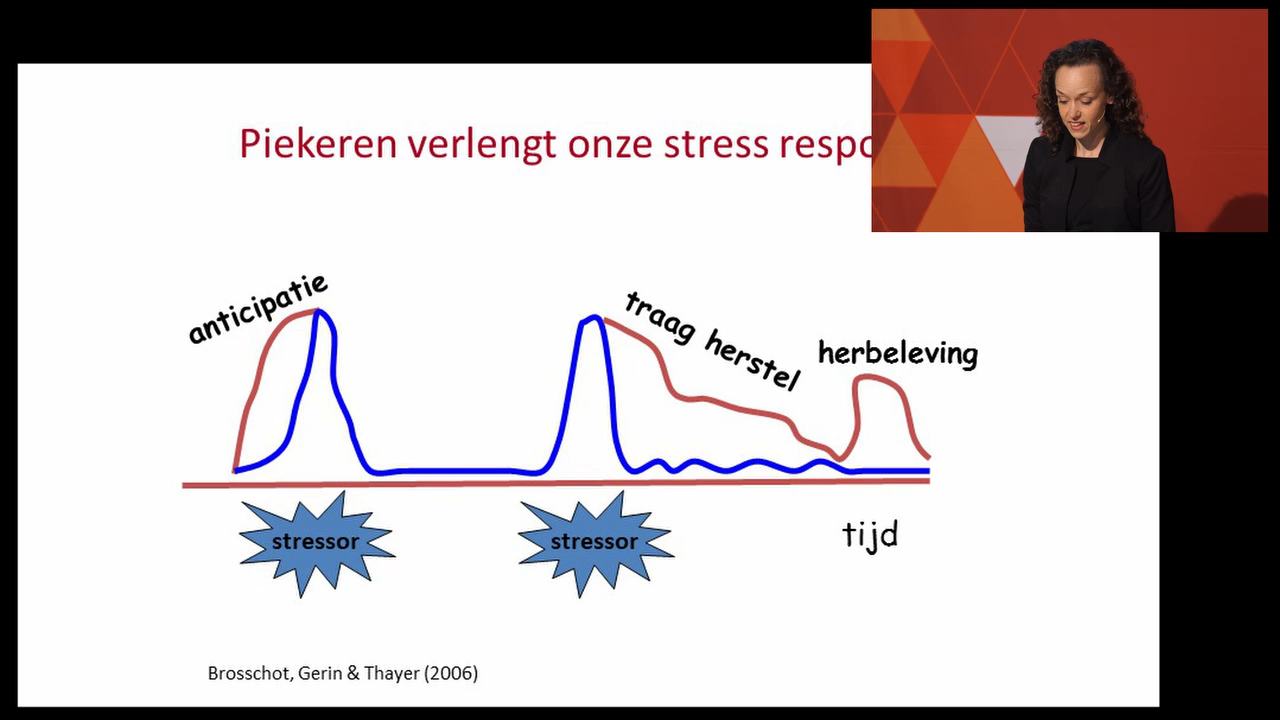 Piekeren verlengt onze stress respo
anticipatie
traag herstel
herbeleving
stressor
stressor
tijd
Brosschot, Gerin & Thayer (2006)